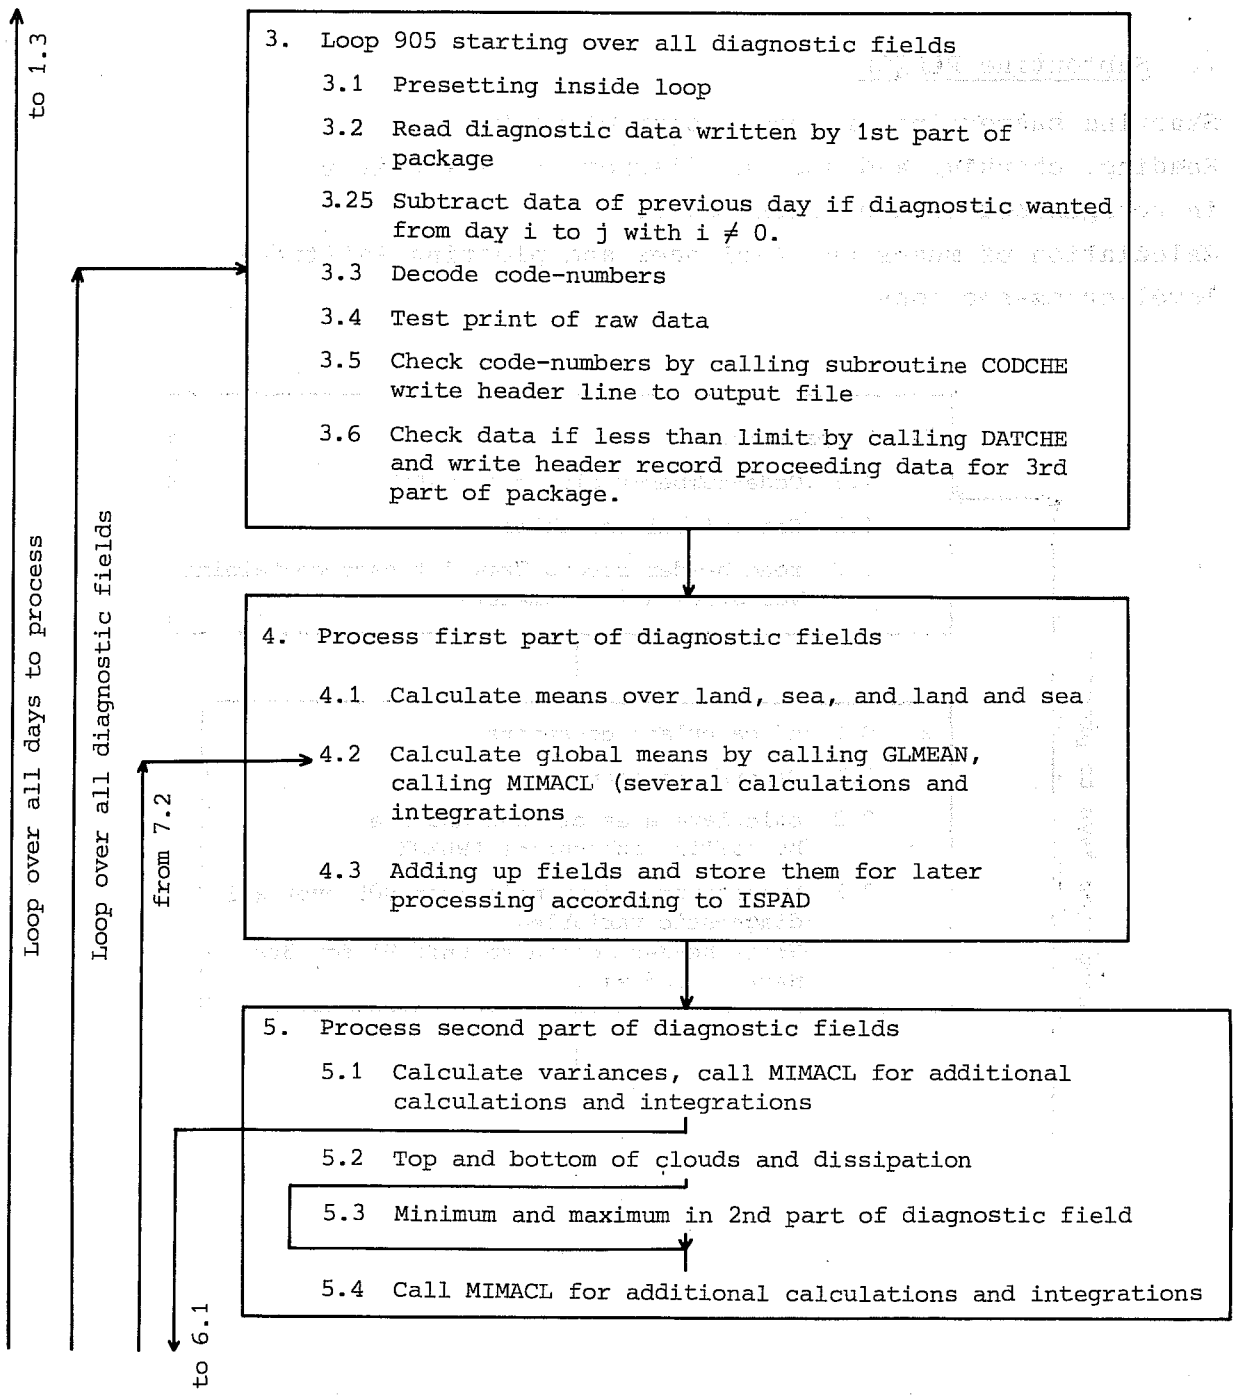 to 1.3
3. Loop 905 starting over all diagnostic fields
3.1 Presetting inside loop
3.2 Read diagnostic data written by 1st part of
package
3.25 Subtract data of previous day if diagnostic wanted
from day i to j with i ≠ 0.
3.3 Decode code-numbers
3.4 Test print of raw data
3.5 Check code-numbers by calling subroutine CODCHE
write header line to output file
3.6 Check data if less than limit by calling DATCHE
and write header record proceeding data for 3rd
part of package.
Loop over all days to process
Loop over all diagnostic fields
from 7.2
4. Process first part of diagnostic fields
4.1 Calculate means over land, sea, and land and sea
4.2 Calculate global means by calling GLMEAN,
calling MIMACL (several calculations and
integrations
4.3 Adding up fields and store them for later
processing according to ISPAD
5. Process second part of diagnostic fields
5.1 Calculate variances, call MIMACL for additional
calculations and integrations
5.2 Top and bottom of clouds and dissipation
5.3 Minimum and maximum in 2nd part of diagnostic field
5.4 Call MIMACL for additional calculations and integrations
to 6.1